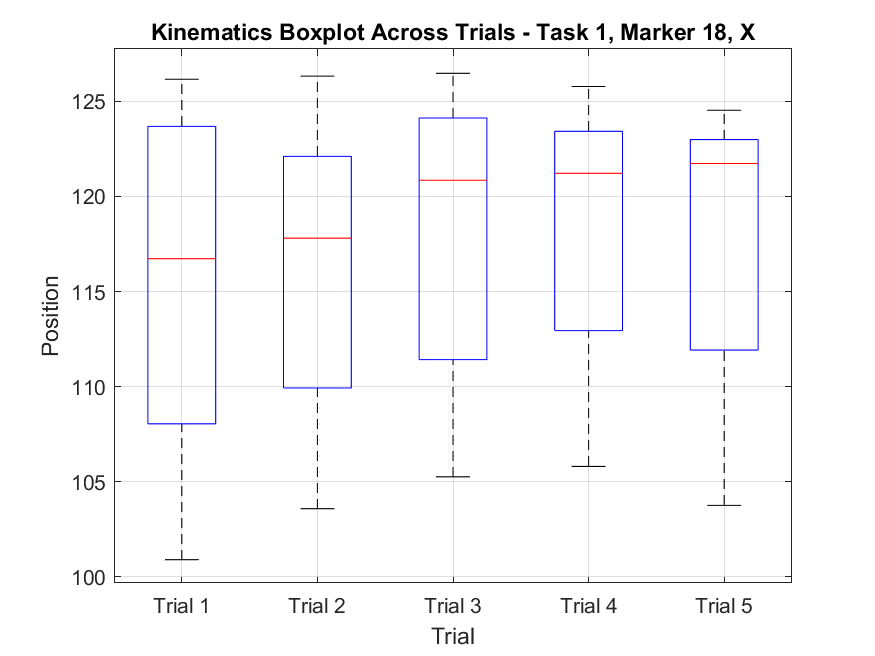 Kinematics Boxplot Across Trials - Task 1, Marker 18, X
125
120
115
110
105
100
Position
Trial 1 Trial 2 Trial 3 Trial 4 Trial 5
Trial